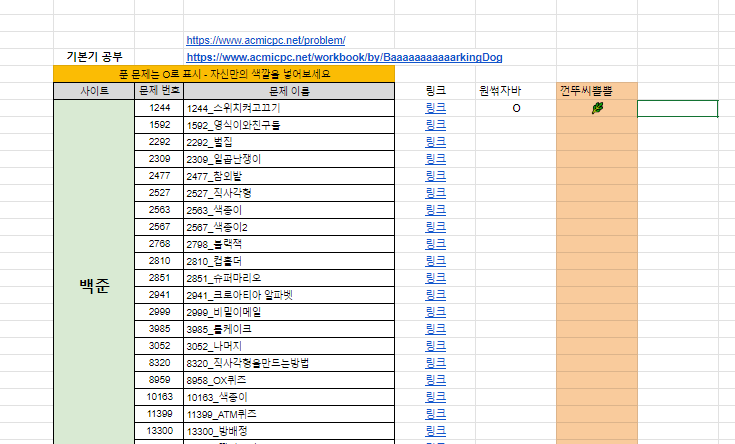 https://www.acmicpc.net/problem/
기본기 공부 https://www.acmicpc.net/workbook/by/BaaaaaaaaaaarkingDog
푼 문제는 O로 표시 - 자신만의 색깔을 넣어보세요
사이트 문제 번호 문제 이름 링크 원썪자바 껀뚜씨쁠쁠
1244 1244_스위치켜고끄기 링크 O
1592 1592_영식이와친구들 링크
2292 2292_벌집 링크
2309 2309_일곱난쟁이 링크
2477 2477_참외밭 링크
2527 2527_직사각형 링크
2563 2563_색종이 링크
2567 2567_색종이2 링크
2768 2798_블랙잭 링크
2810 2810_컵홀더 링크
2851 2851_슈퍼마리오 링크
백준
2941 2941_크로아티아 알파벳 링크
2999 2999_비밀이메일 링크
3985 3985_롤케이크 링크
3052 3052_나머지 링크
8320 8320_직사각형을만드는방법 링크
8959 8958_OX퀴즈 링크
10163 10163_색종이 링크
11399 11399_ATM퀴즈 링크
13300 13300_방배정 링크